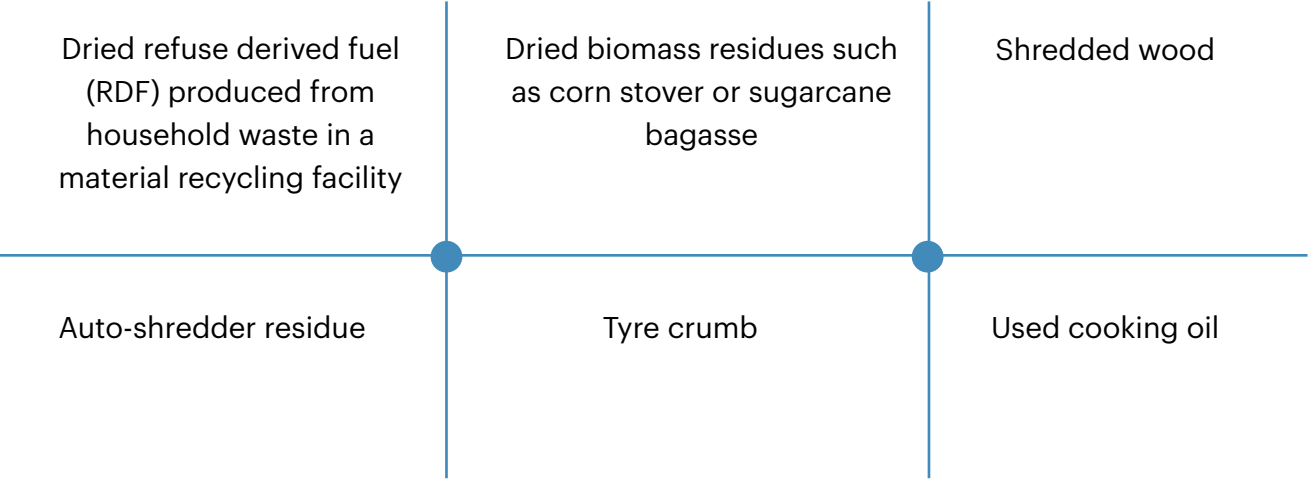 Dried refuse derived fuel
(RDF) produced from
household waste in a
material recycling facility
Dried biomass residues such
as corn stover or sugarcane
bagasse
Shredded wood
Auto-shredder residue
Tyre crumb
Used cooking oil